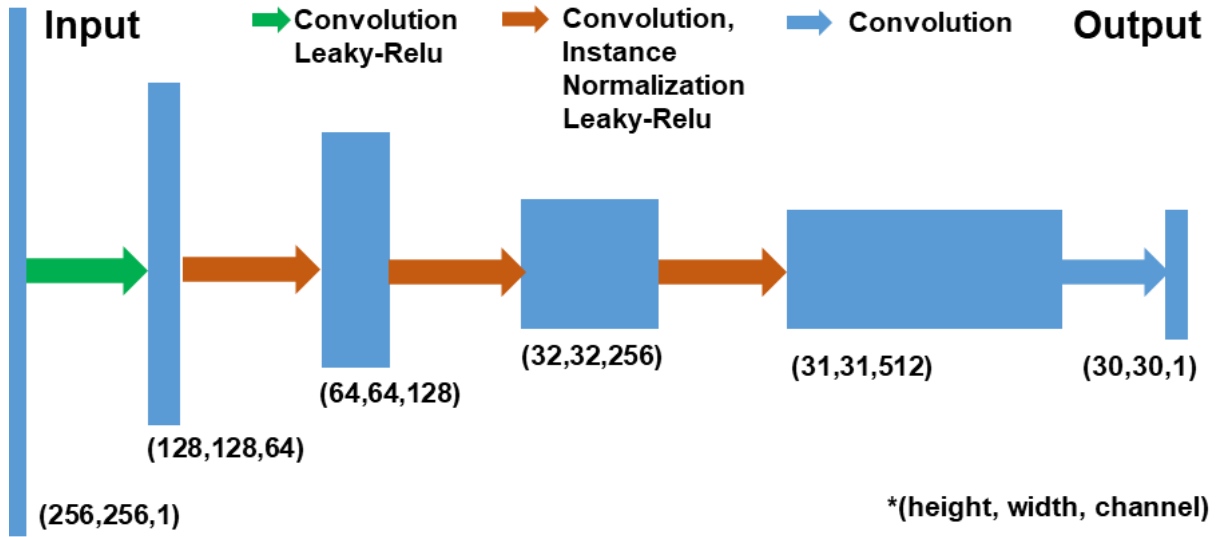 Input
Convolution
Leaky-Relu
Convolution,
Instance
Normalization
Leaky-Relu
Convolution
Output
(256,256,1)
(128,128,64)
(64,64,128)
(32,32,256)
(31,31,512)
(30,30,1)
*(height, width, channel)